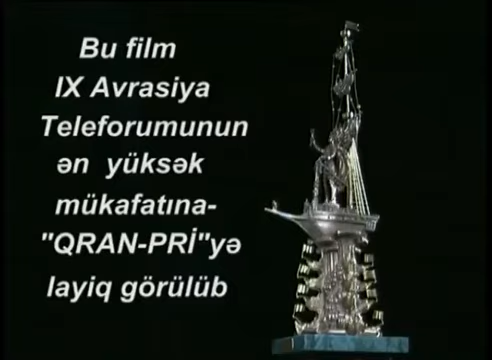 Bu film
IX Avrasiya
Teleforumunun
ən yüksək
mükafatına-
"QRAN-PRİ"yə
layiq görülüb